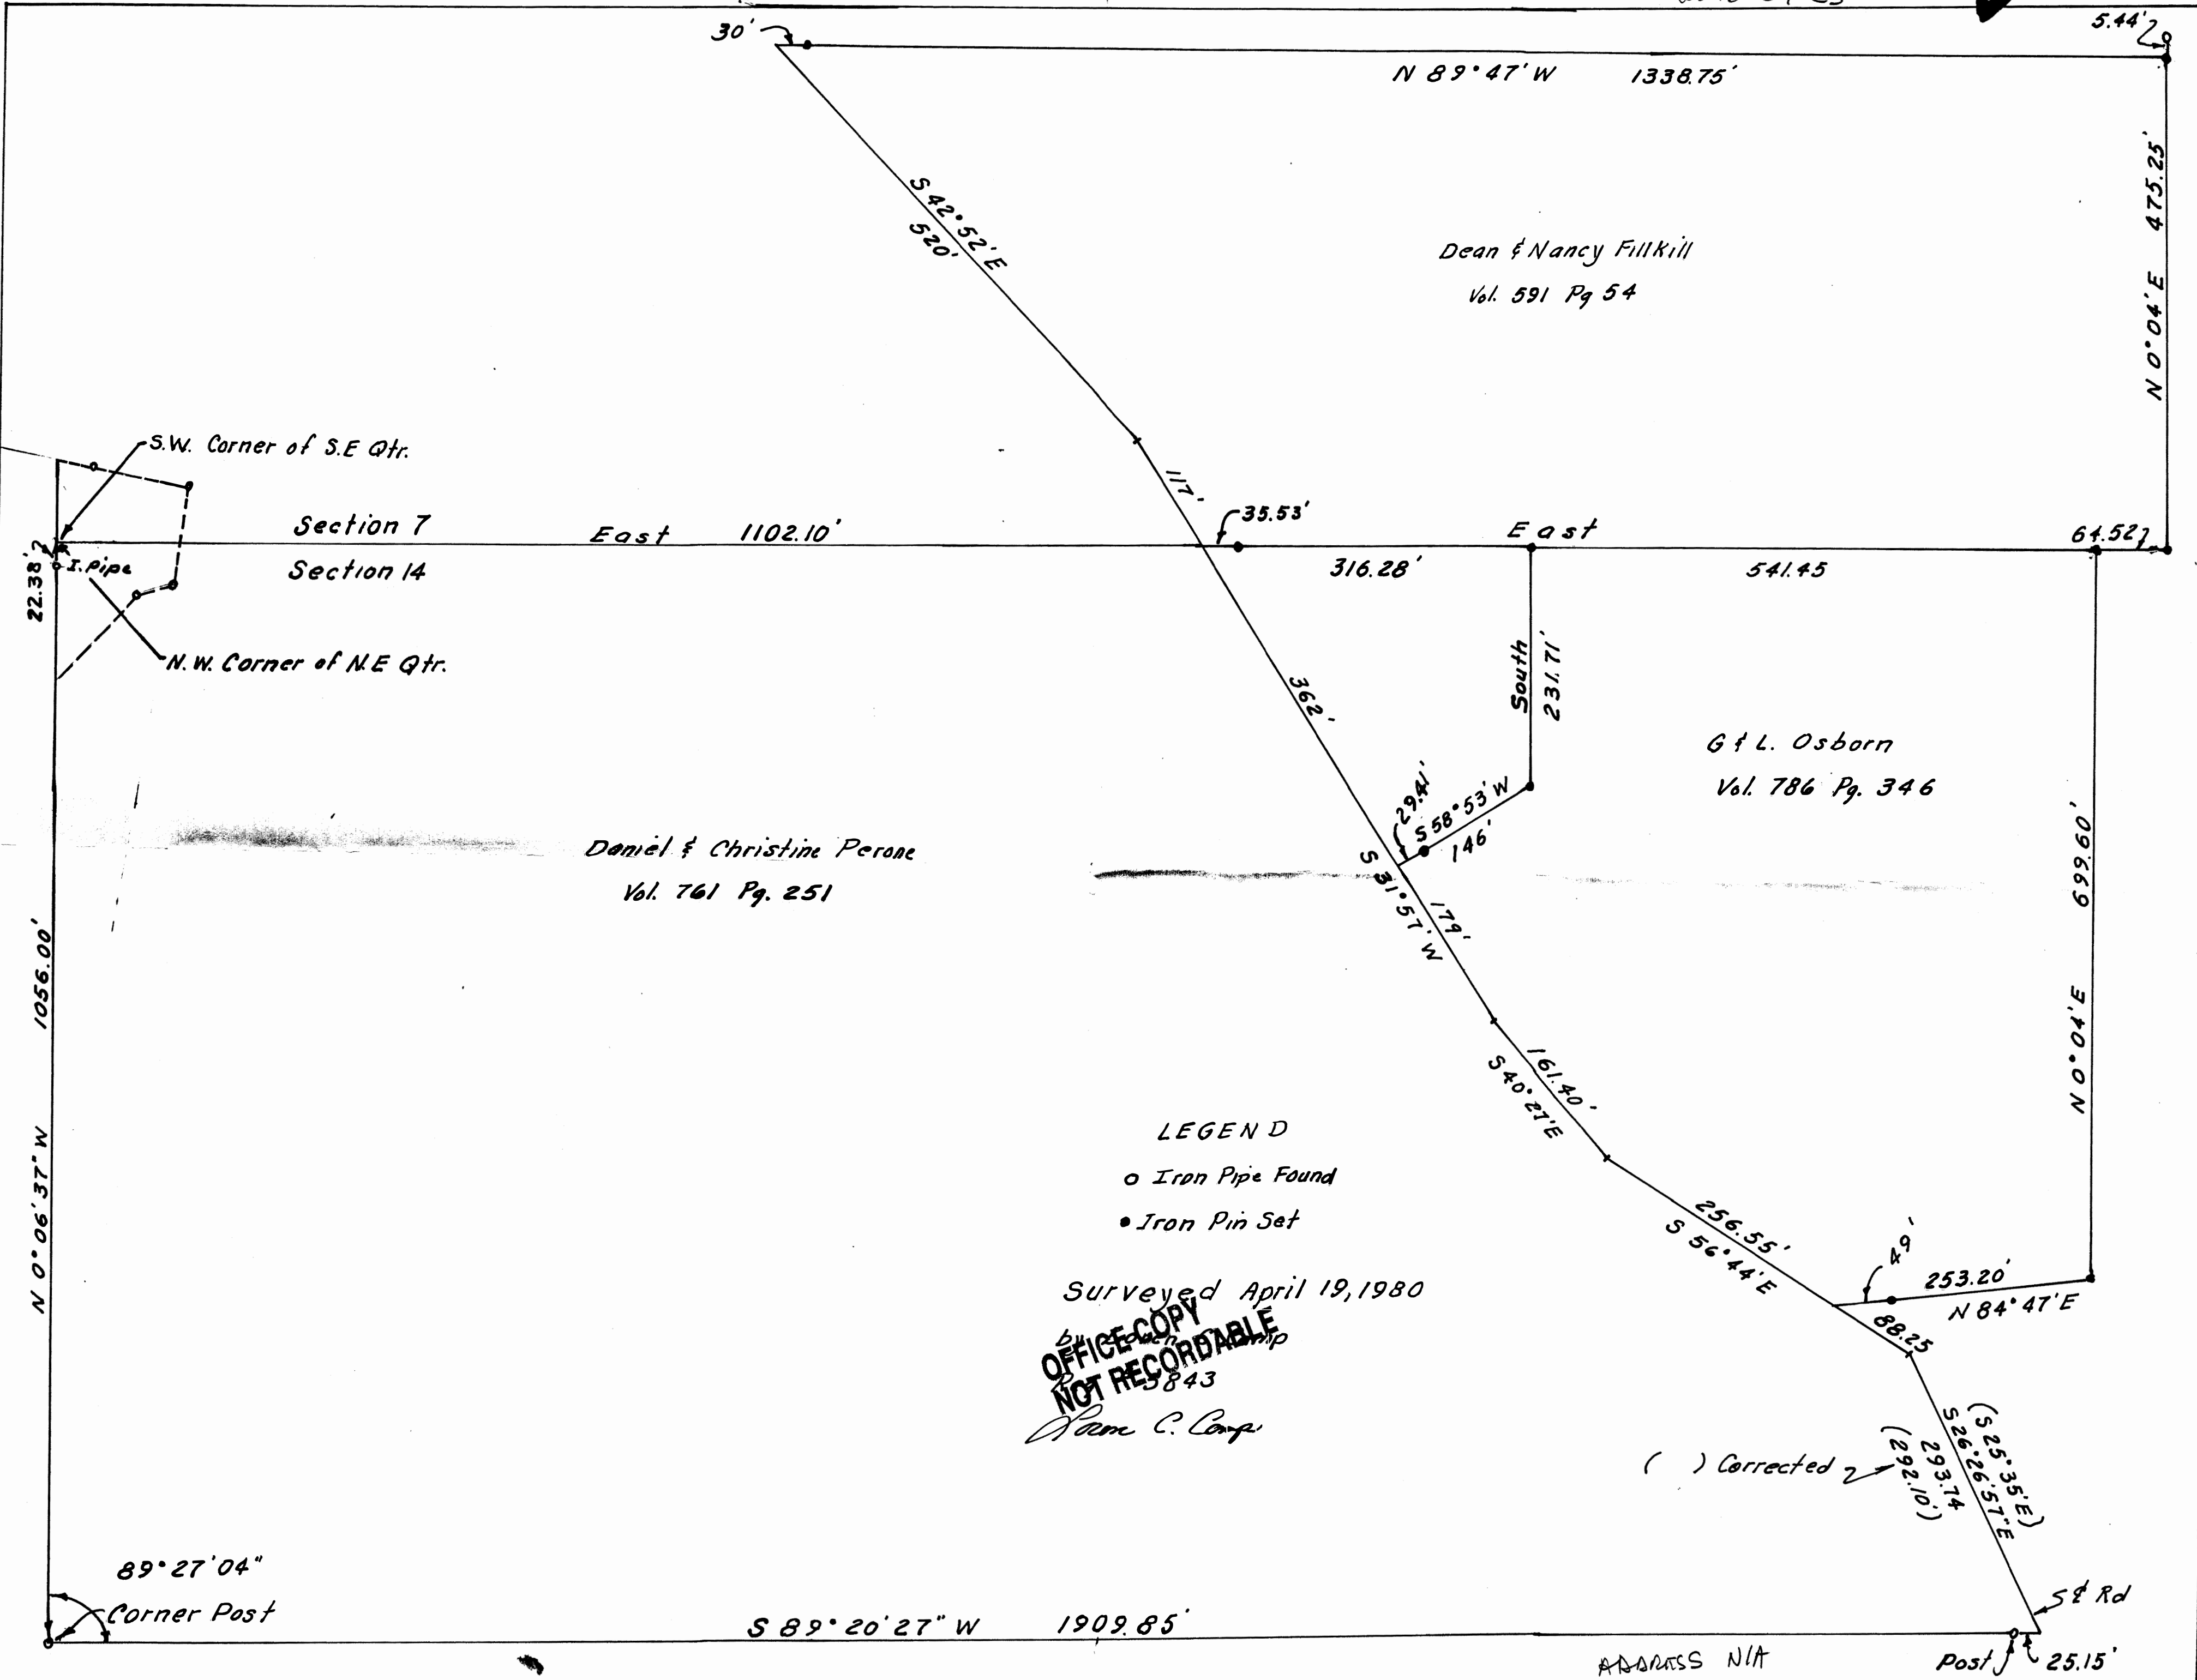 30'
5.44'
N 89°47' W 1338.75'
N 0°04' E 475.25'
S 42°52' E
520'
Dean & Nancy Fillkill
Vol. 591 Pg 54
S.W. Corner of S.E Qtr.
117'
35.53'
Section 7
East 1102.10'
East
64.52
I. Pipe
Section 14
316.28'
541.45
22.38'
N.W. Corner of N.E Qtr.
362'
South
231.71'
G & L. Osborn
Vol. 786 Pg. 346
29.41'
S 58°53' W
146'
Daniel & Christine Perone
Vol. 761 Pg. 251
S 31°57' W
179'
N 0°04' E 699.60'
N 0°06'37" W 1056.00'
161.40'
S 40°27' E
LEGEND
o Iron Pipe Found
• Iron Pin Set
256.55'
S 56°44' E
49'
253.20'
N 84°47' E
88.25
Surveyed April 19, 1980
by
OFFICE COPY
NOT RECORDABLE
5843
( ) Corrected
(S 25°35' E)
S 26°26'57" E
293.74
(292.10')
89°27'04"
Corner Post
Rd
S 89°20'27" W 1909.85'
ADDRESS N/A
Post
25.15'